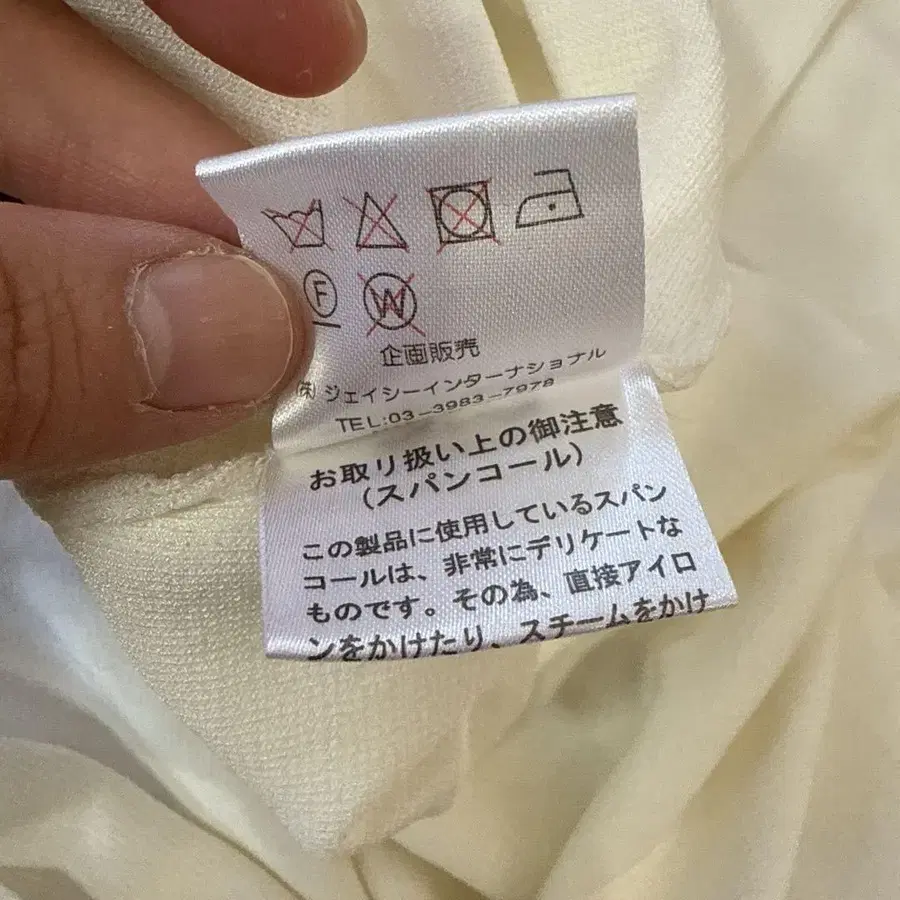 F W
企画販売
㈱ ジェイシーインターナショナル
TEL:03-3983-7978
お取り扱い上の御注意
(スパンコール)
この製品に使用しているスパン
コールは、非常にデリケートな
ものです。その為、直接アイロ
ンをかけたり、スチームをかけ